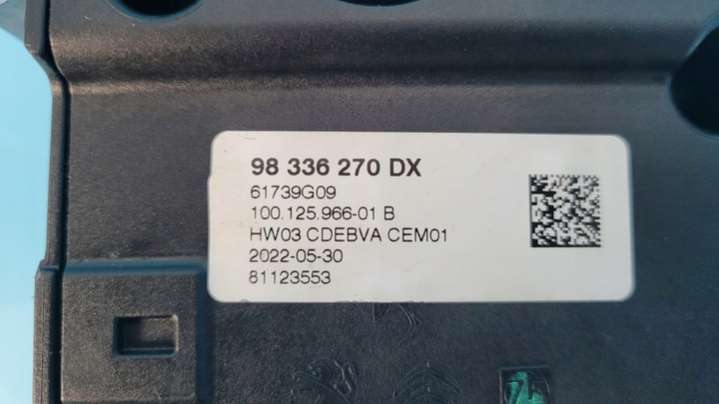 98 336 270 DX
61739G09
100.125.966-01 B
HW03 CDEBVA CEM01
2022-05-30
81123553